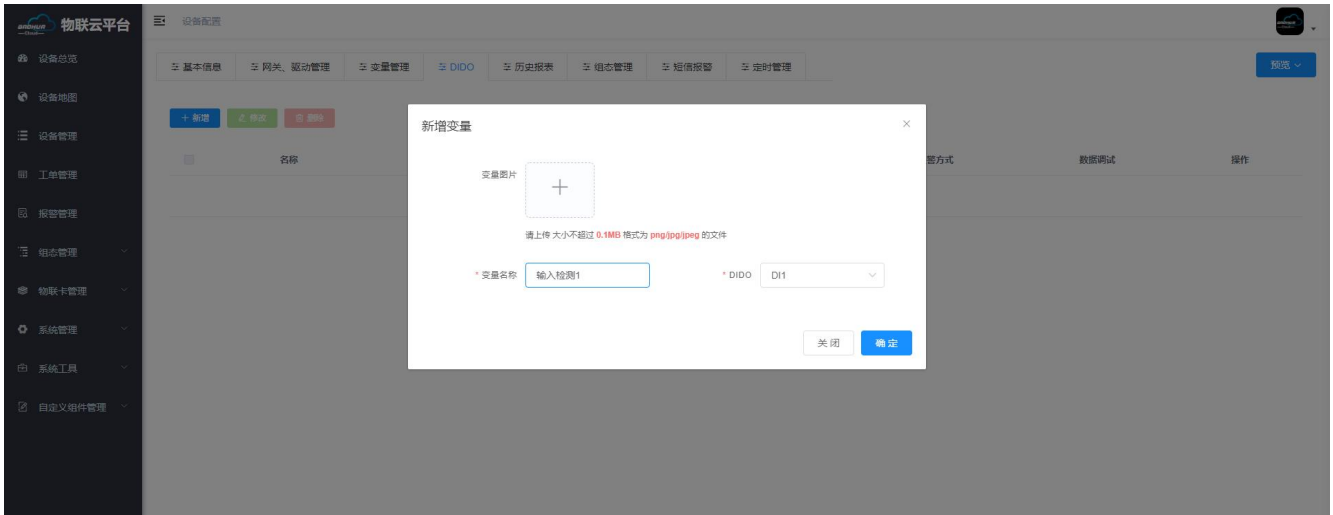 物联云平台
设备配置
设备总览
设备地图
设备管理
工单管理
报警管理
组态管理
物联卡管理
系统管理
系统工具
自定义组件管理
基本信息 网关、驱动管理 变量管理 DIDO 历史报表 组态管理 短信报警 定时管理
预览
+ 新增 修改 删除
名称 警方式 数据调试 操作
新增变量
变量图片
请上传 大小不超过 0.1MB 格式为 png/jpg/jpeg 的文件
* 变量名称 输入检测1 * DIDO DI1
关闭 确定